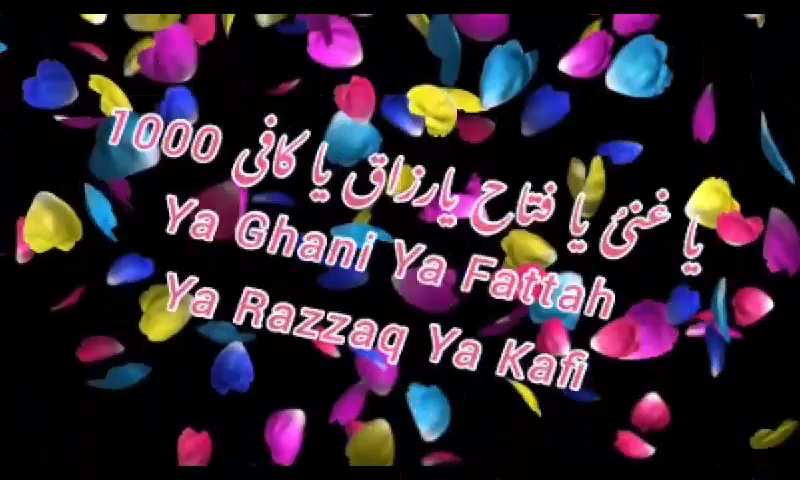 یا غنیُ یا فتاح یارزاق یا کافی 1000
Ya Ghani Ya Fattah
Ya Razzaq Ya Kafi